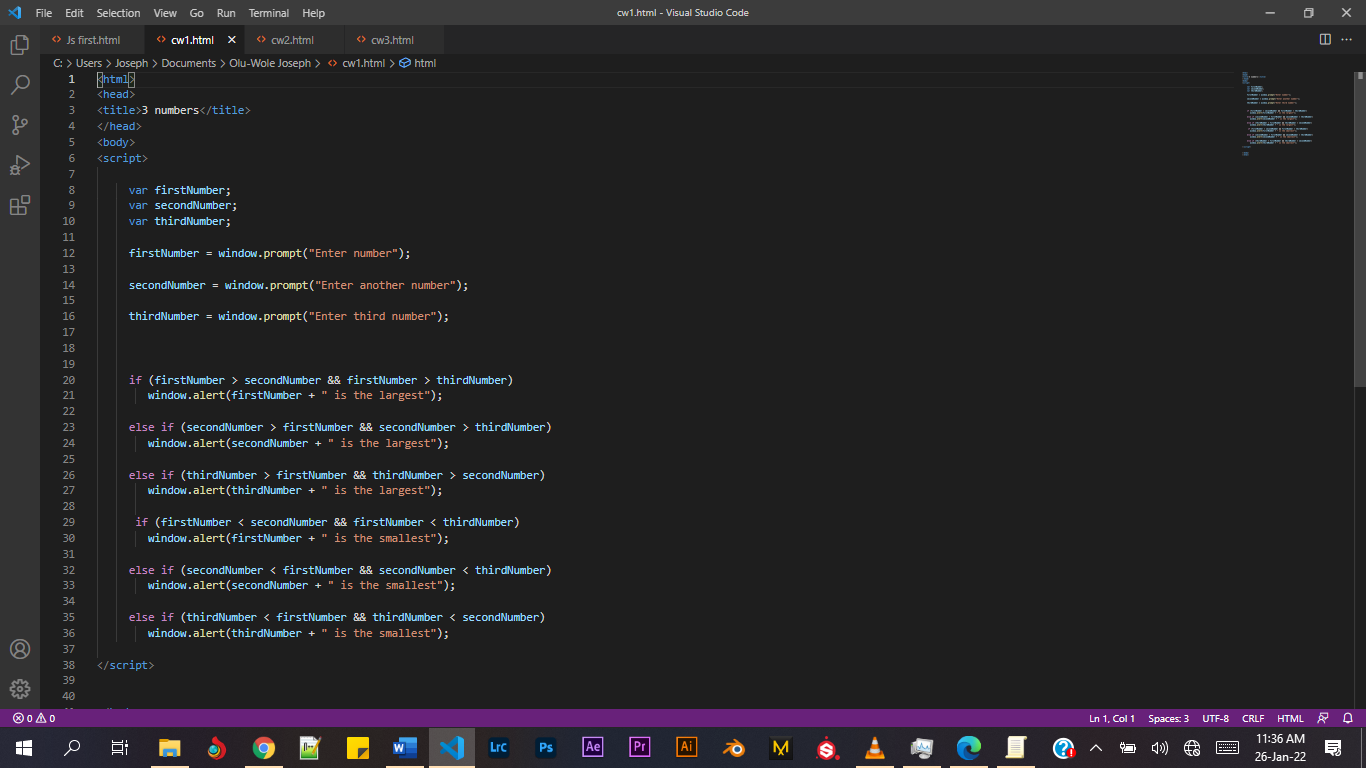 File Edit Selection View Go Run Terminal Help cw1.html - Visual Studio Code
Js first.html cw1.html cw2.html cw3.html
C: > Users > Joseph > Documents > Olu-Wole Joseph > cw1.html > html
1 <html>
2 <head>
3 <title>3 numbers</title>
4 </head>
5 <body>
6 <script>
7
8 var firstNumber;
9 var secondNumber;
10 var thirdNumber;
11
12 firstNumber = window.prompt("Enter number");
13
14 secondNumber = window.prompt("Enter another number");
15
16 thirdNumber = window.prompt("Enter third number");
17
18
19
20 if (firstNumber > secondNumber && firstNumber > thirdNumber)
21 window.alert(firstNumber + " is the largest");
22
23 else if (secondNumber > firstNumber && secondNumber > thirdNumber)
24 window.alert(secondNumber + " is the largest");
25
26 else if (thirdNumber > firstNumber && thirdNumber > secondNumber)
27 window.alert(thirdNumber + " is the largest");
28
29 if (firstNumber < secondNumber && firstNumber < thirdNumber)
30 window.alert(firstNumber + " is the smallest");
31
32 else if (secondNumber < firstNumber && secondNumber < thirdNumber)
33 window.alert(secondNumber + " is the smallest");
34
35 else if (thirdNumber < firstNumber && thirdNumber < secondNumber)
36 window.alert(thirdNumber + " is the smallest");
37
38 </script>
39
40
0 0 Ln 1, Col 1 Spaces: 3 UTF-8 CRLF HTML
Lrc Ps Ae Pr Ai
11:36 AM
26-Jan-22